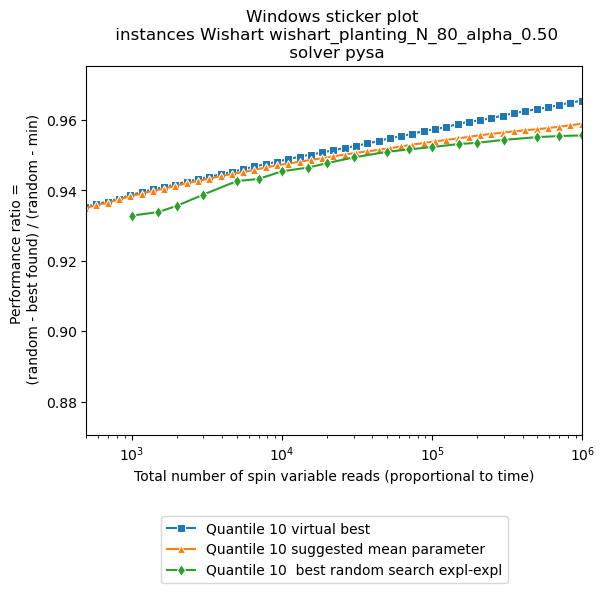 Windows sticker plot
instances Wishart wishart_planting_N_80_alpha_0.50
solver pysa
Performance ratio =
(random - best found) / (random - min)
0.96
0.94
0.92
0.90
0.88
10³
10⁴
10⁵
10⁶
Total number of spin variable reads (proportional to time)
Quantile 10 virtual best
Quantile 10 suggested mean parameter
Quantile 10  best random search expl-expl